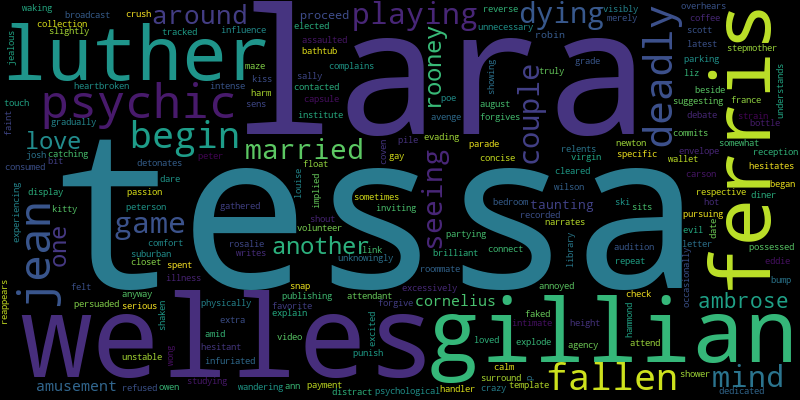 waking
broadcast
crush
around
proceed
playing
reverse
dying
visibly
overhears
collection
slightly
tracked
influence
elected
unnecessary
merely
coffee
jealous
luther
lara
assaulted
robin
scott
deadly
latest
stepmother
bathtub
rooney
couple
parking
maze
complains
truly
grade
liz
ferris
heartbroken
intense
kiss
sally
showing
beside
understands
harm
contacted
poe
suggesting
france
touch
psychic
sens
capsule
august
debate
strain
gradually
institute
avenge
forgives
commits
bottle
faint
begin
pile
evading
parade
newton
envelope
somewhat
love
married
concise
relents
specific
wallet
reception
josh
catching
peter
coven
gay
virgin
hesitates
consumed
bit
detonates
float
cleared
carson
began
tessa
seeing
display
passion
dare
louise
implied
wilson
respective
diner
experiencing
kitty
peterson
sometimes
bedroom
ski
sits
hot
pursuing
jean
one
game
gathered
shout
inviting
taunting
recorded
narrates
date
evil
possessed
comfort
rosalie
volunteer
partying
audition
letter
suburban
another
link
brilliant
connect
library
repeat
eddie
closet
writes
unknowingly
roommate
occasionally
bump
reappears
felt
spent
illness
snap
excessively
annoyed
check
persuaded
anyway
physically
publishing
attendant
cornelius
faked
ambrose
serious
shaken
favorite
forgive
intimate
height
hammond
welles
extra
explain
excited
gillian
amid
hesitant
video
loved
explode
agency
attend
unstable
wong
infuriated
punish
calm
fallen
shower
mind
studying
surround
amusement
refused
owen
wandering
ann
payment
distract
psychological
handler
crazy
template
dedicated